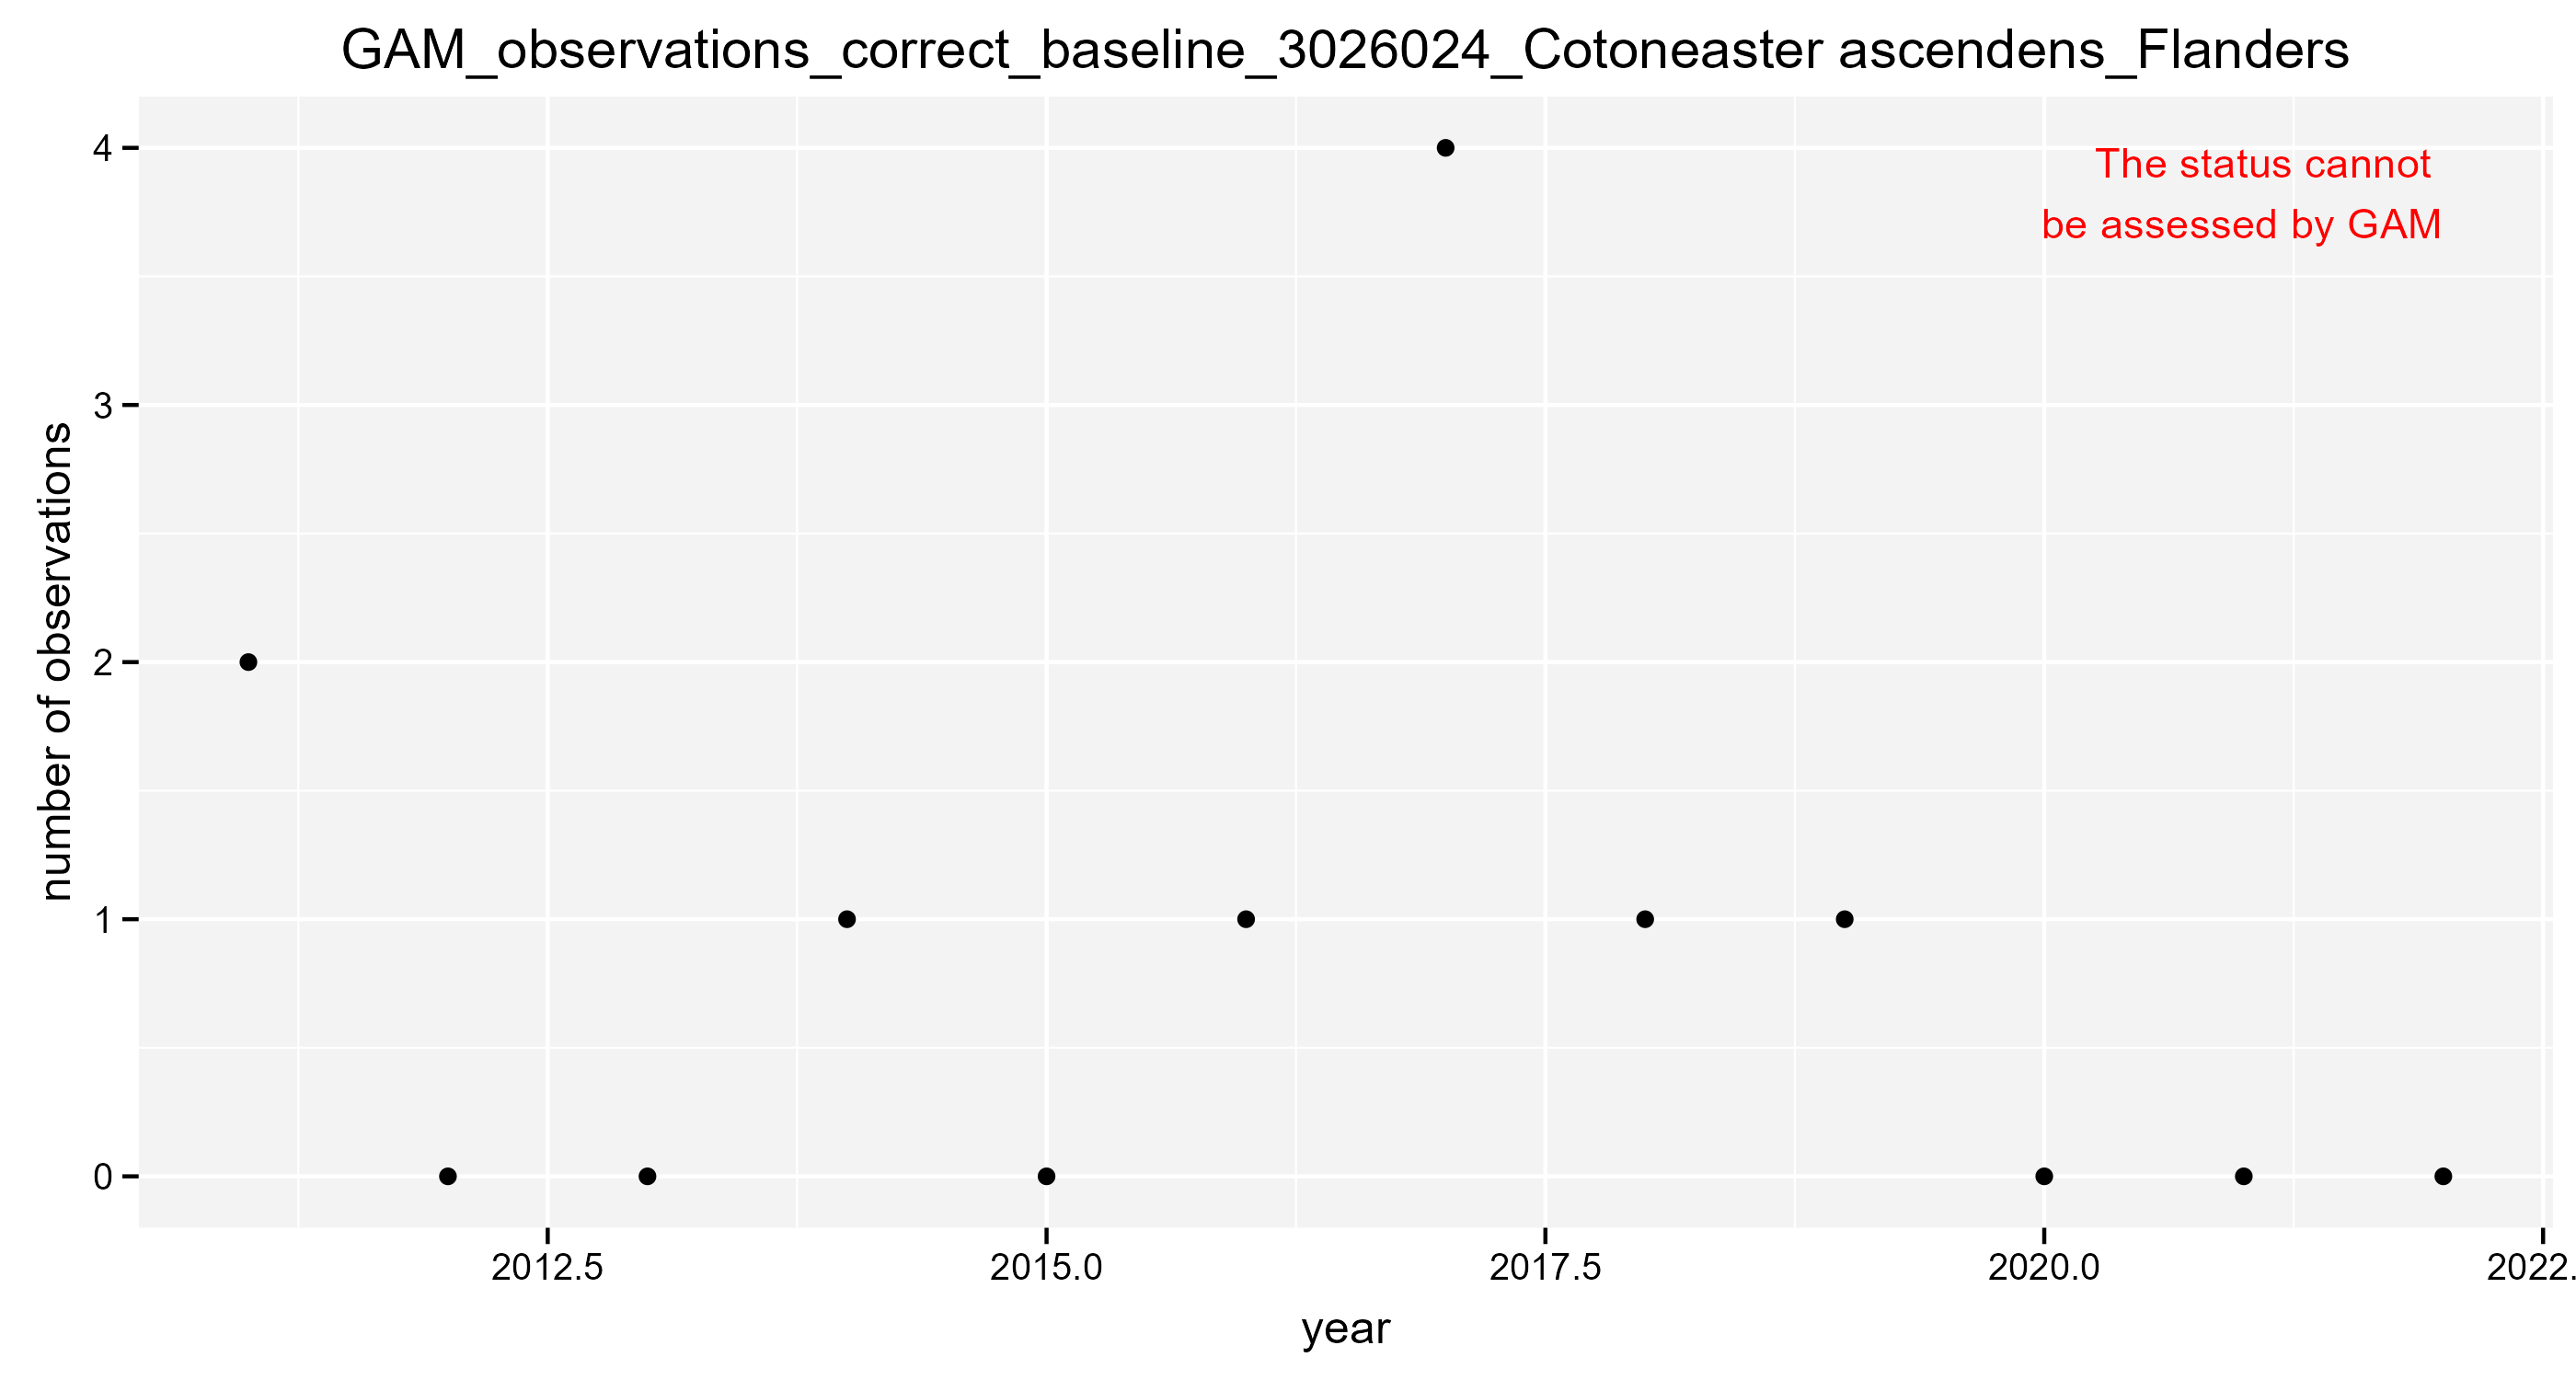 GAM_observations_correct_baseline_3026024_Cotoneaster ascendens_Flanders
The status cannot
be assessed by GAM
number of observations
4
3
2
1
0
2012.5
2015.0
2017.5
2020.0
2022.
year